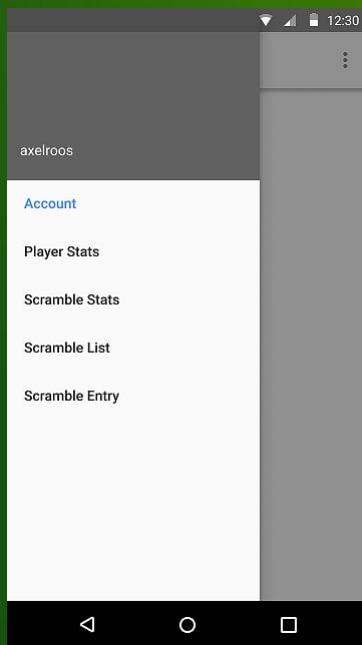 12:30
axelroos
Account
Player Stats
Scramble Stats
Scramble List
Scramble Entry